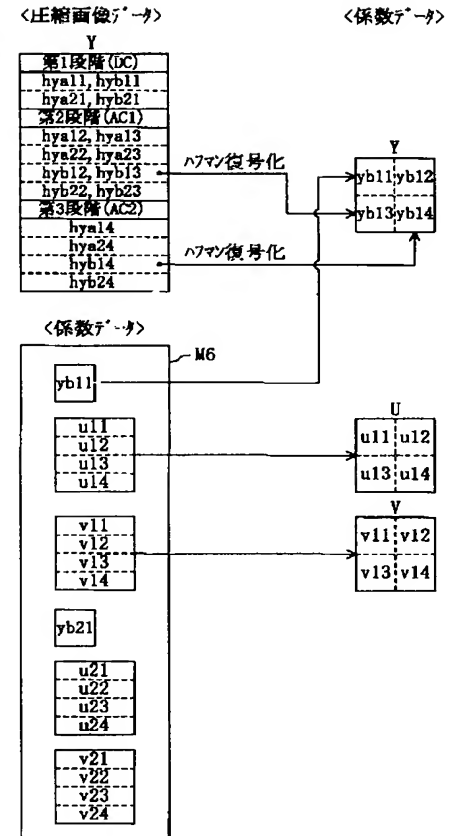 <圧縮画像データ>
Y
第1段階(DC)
hya11,hyb11
hya21,hyb21
第2段階(AC1)
hya12,hya13
hya22,hya23
hyb12,hyb13
hyb22,hyb23
第3段階(AC2)
hya14
hya24
hyb14
hyb24
ハフマン復号化
ハフマン復号化
<係数データ>
Y
yb11 yb12
yb13 yb14
<係数データ>
M6
yb11
u11
u12
u13
u14
v11
v12
v13
v14
yb21
u21
u22
u23
u24
v21
v22
v23
v24
U
u11 u12
u13 u14
V
v11 v12
v13 v14